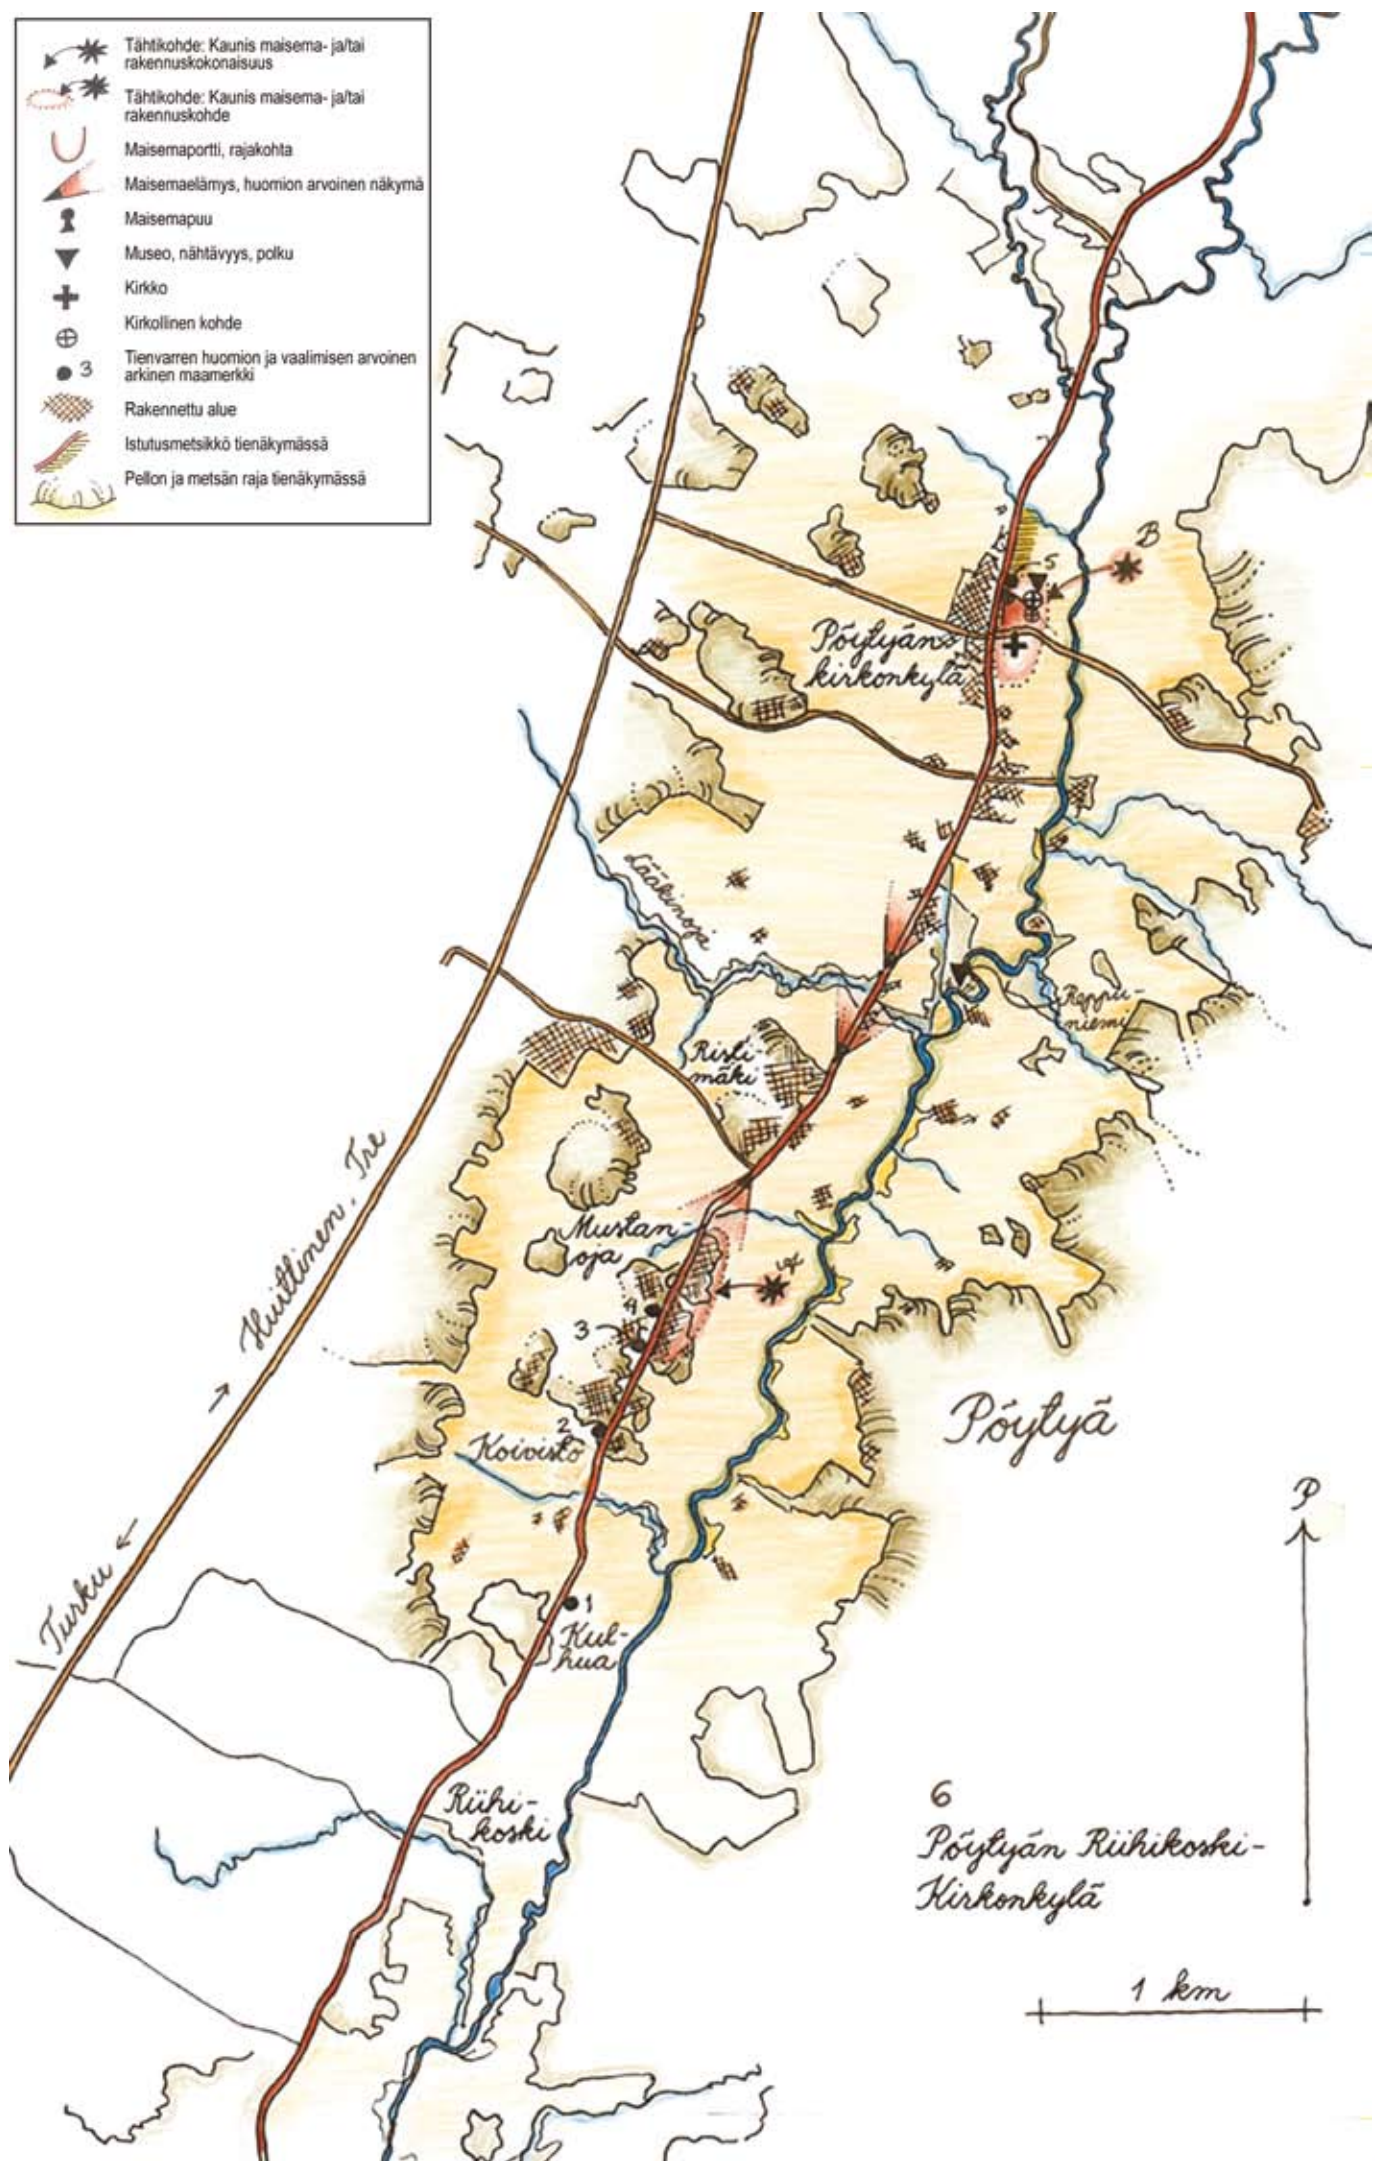 Tähtikohde: Kaunis maisema- ja/tai
rakennuskokonaisuus
Tähtikohde: Kaunis maisema- ja/tai
rakennuskohde
Maisemaportti, rajakohta
Maisemaelämys, huomion arvoinen näkymä
Maisemapuu
Museo, nähtävyys, polku
Kirkko
Kirkollinen kohde
Tienvarren huomion ja vaalimisen arvoinen
arkinen maamerkki
3
Rakennettu alue
Istutusmetsikkö tienäkymässä
Pellon ja metsän raja tienäkymässä
B
5
Pöytyän
kirkonkylä
Lääkinoja
Reppu-
niemi
Risti-
mäki
Huittinen, Tre
Mustan-
oja
4
3
2
Koivisto
Pöytyä
P
Turku
1
Kul-
hua
Riihi-
koski
6
Pöytyän Riihikoski-
Kirkonkylä
1 km